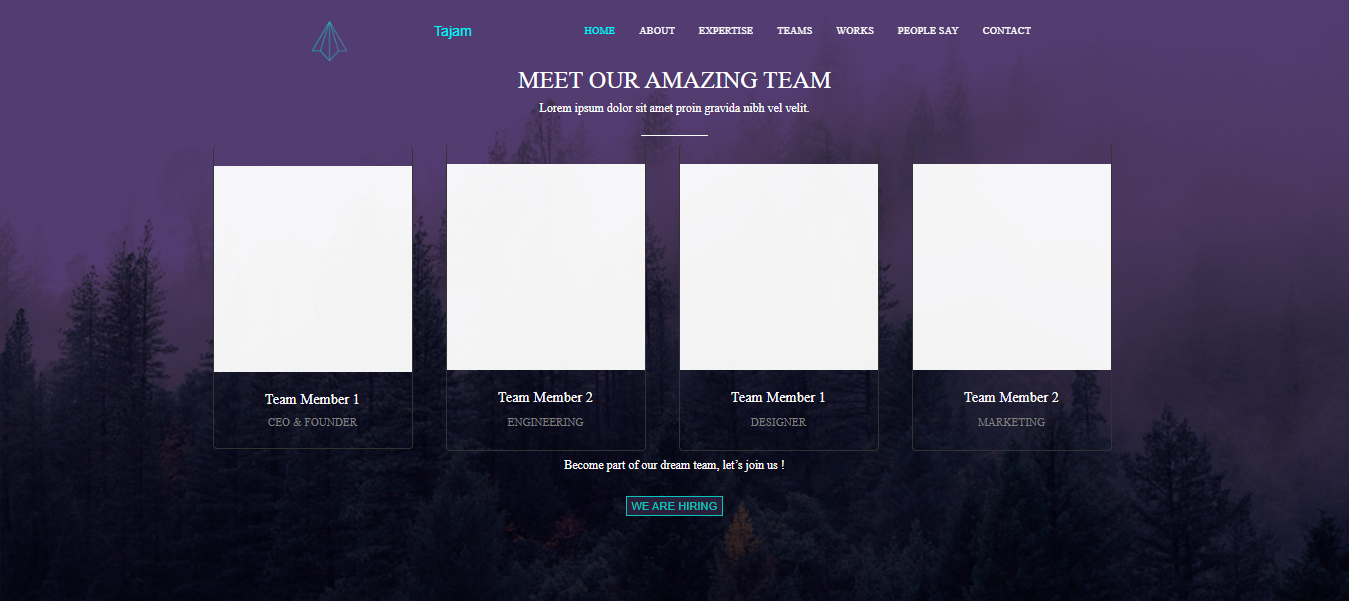 Tajam
HOME ABOUT EXPERTISE TEAMS WORKS PEOPLE SAY CONTACT
MEET OUR AMAZING TEAM
Lorem ipsum dolor sit amet proin gravida nibh vel velit.
Team Member 1
CEO & FOUNDER
Team Member 2
ENGINEERING
Team Member 1
DESIGNER
Team Member 2
MARKETING
Become part of our dream team, let’s join us !
WE ARE HIRING